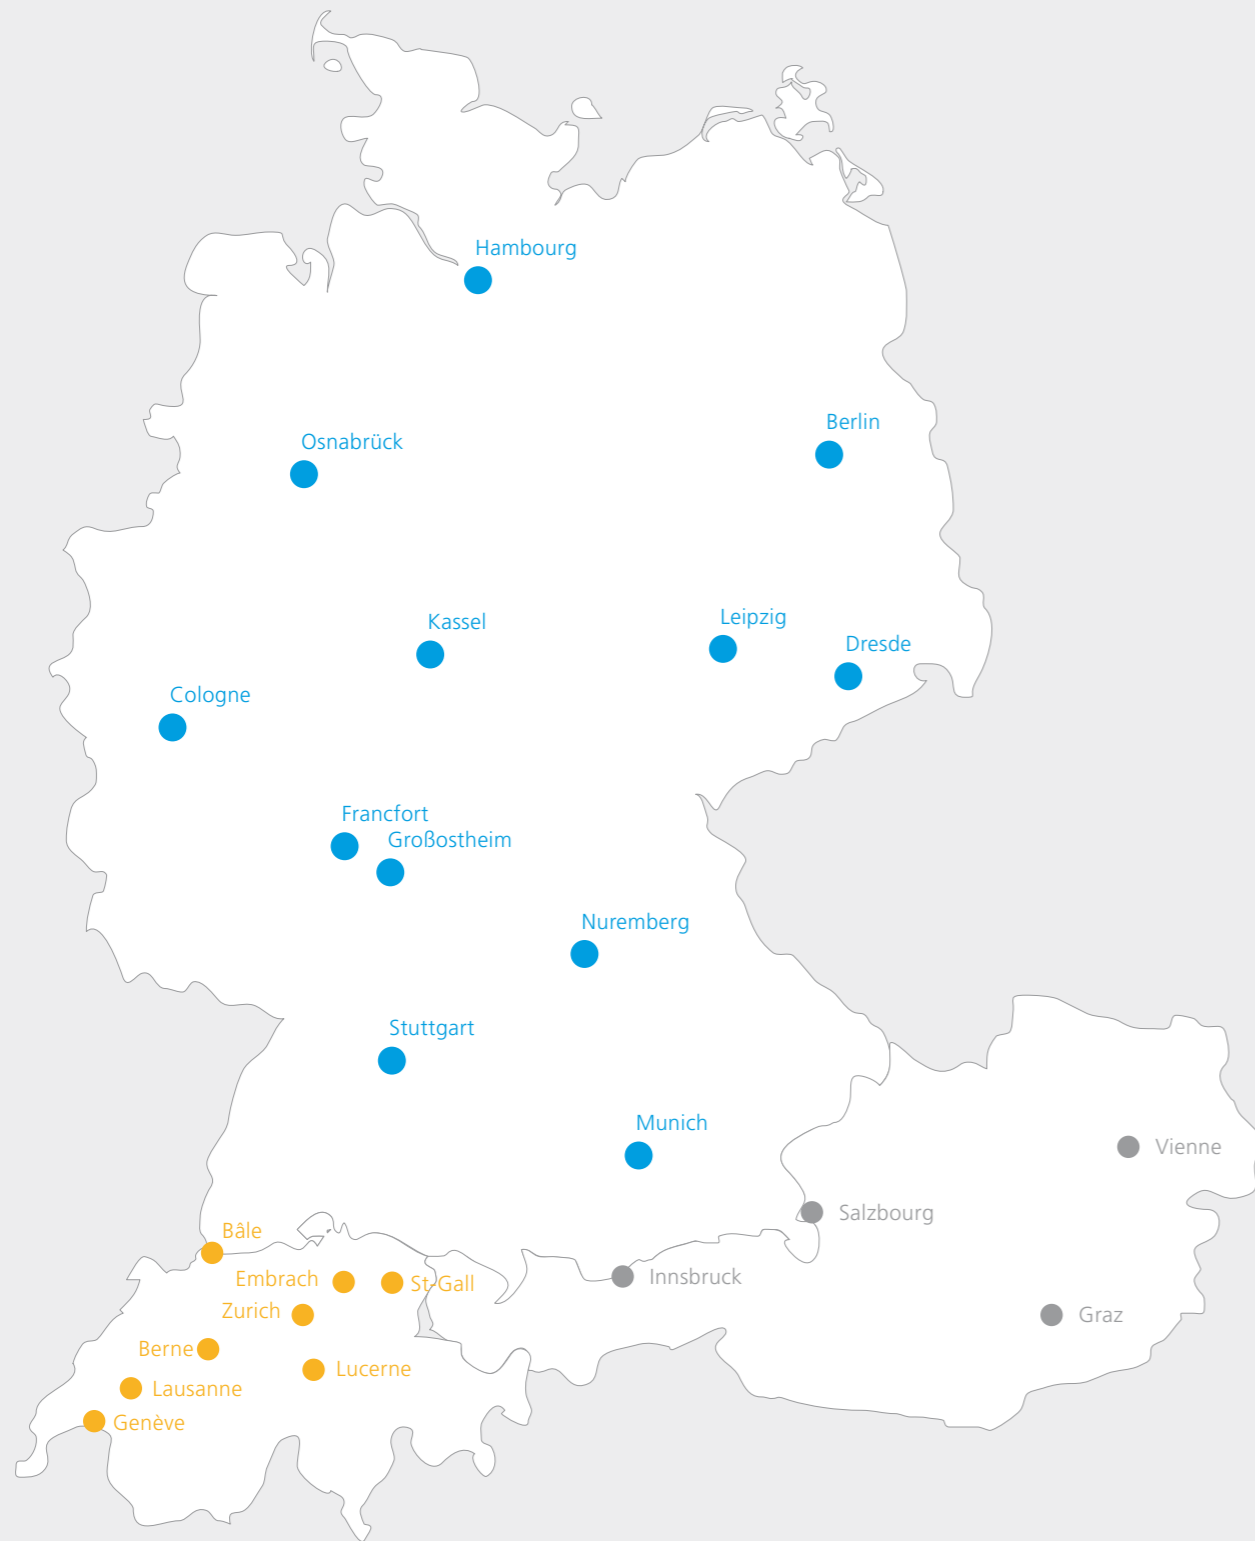 Hambourg
Berlin
Osnabrück
Leipzig
Kassel
Dresde
Cologne
Francfort
Großostheim
Nuremberg
Stuttgart
Munich
Vienne
Salzbourg
Bâle
Innsbruck
Embrach
St-Gall
Zurich
Graz
Berne
Lucerne
Lausanne
Genève